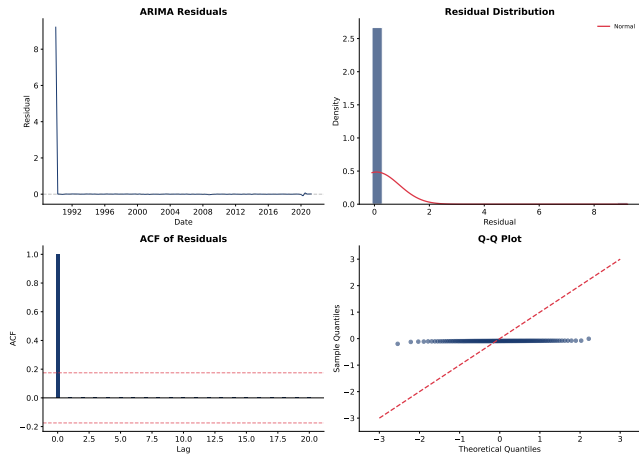 ARIMA Residuals
Residual
8
6
4
2
0
1992 1996 2000 2004 2008 2012 2016 2020
Date
Residual Distribution
Normal
Density
2.5
2.0
1.5
1.0
0.5
0.0
0 2 4 6 8
Residual
ACF of Residuals
ACF
1.0
0.8
0.6
0.4
0.2
0.0
−0.2
0.0 2.5 5.0 7.5 10.0 12.5 15.0 17.5 20.0
Lag
Q-Q Plot
Sample Quantiles
3
2
1
0
−1
−2
−3
−3 −2 −1 0 1 2 3
Theoretical Quantiles